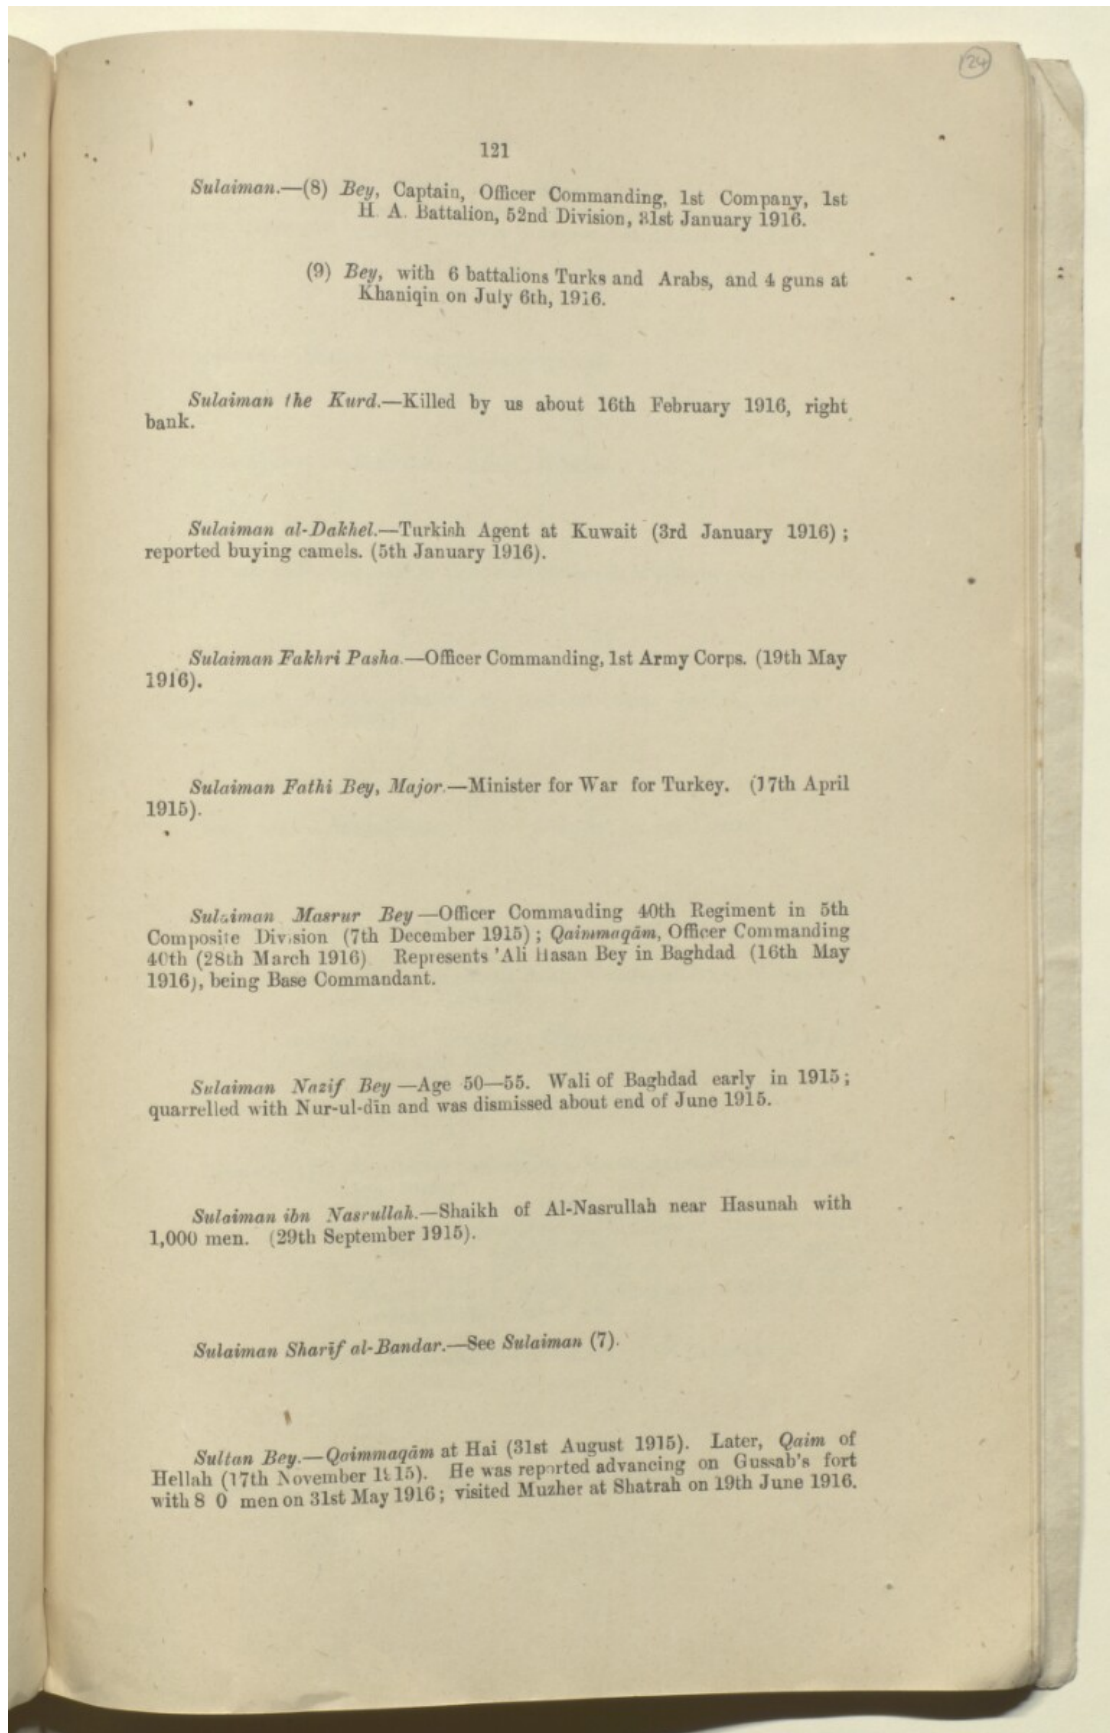 124
121
Sulaiman.—(8) Bey, Captain, Officer Commanding, 1st Company, 1st
H. A. Battalion, 52nd Division, 31st January 1916.
(9) Bey, with 6 battalions Turks and Arabs, and 4 guns at
Khaniqin on July 6th, 1916.
Sulaiman the Kurd.—Killed by us about 16th February 1916, right
bank.
Sulaiman al-Dakhel.—Turkish Agent at Kuwait (3rd January 1916) ;
reported buying camels. (5th January 1916).
Sulaiman Fakhri Pasha.—Officer Commanding, 1st Army Corps. (19th May
1916).
Sulaiman Fathi Bey, Major.—Minister for War for Turkey. (17th April
1915).
Sulaiman Masrur Bey—Officer Commanding 40th Regiment in 5th
Composite Division (7th December 1915) ; Qaimmaqām, Officer Commanding
40th (28th March 1916) Represents 'Ali Hasan Bey in Baghdad (16th May
1916), being Base Commandant.
Sulaiman Nazif Bey—Age 50—55. Wali of Baghdad early in 1915 ;
quarrelled with Nur-ul-dīn and was dismissed about end of June 1915.
Sulaiman ibn Nasrullah.—Shaikh of Al-Nasrullah near Hasunah with
1,000 men. (29th September 1915).
Sulaiman Sharīf al-Bandar.—See Sulaiman (7).
Sultan Bey.—Qaimmaqām at Hai (31st August 1915). Later, Qaim of
Hellah (17th November 1915). He was reported advancing on Gussab's fort
with 8 0 men on 31st May 1916 ; visited Muzher at Shatrah on 19th June 1916.